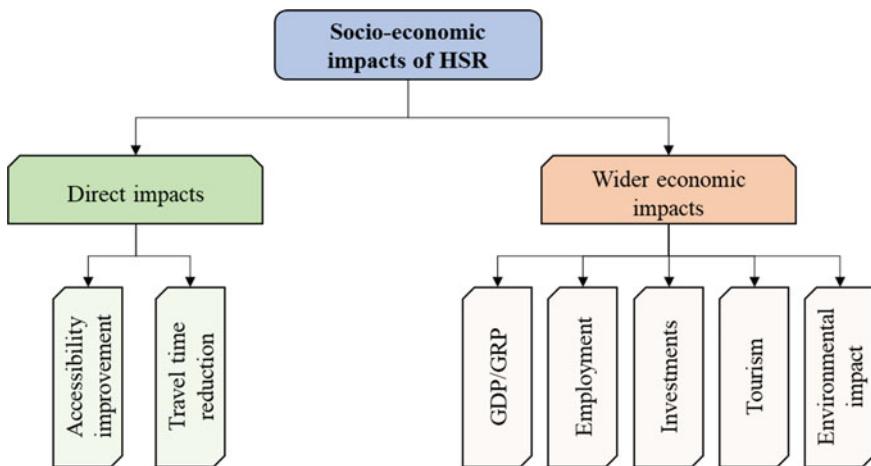 Socio-economic
impacts of HSR
Direct impacts
Wider economic
impacts
Accessibility
improvement
Travel time
reduction
GDP/GRP
Employment
Investments
Tourism
Environmental
impact